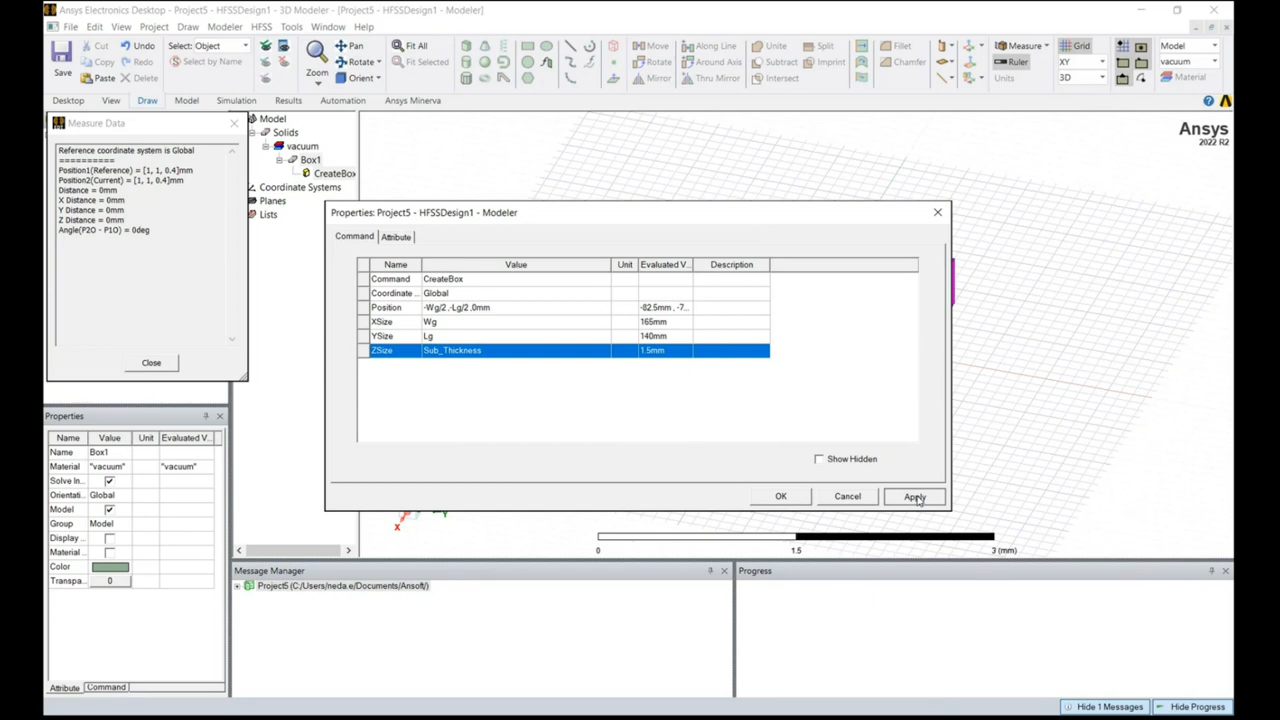 Ansys Electronics Desktop - Project5 - HFSSDesign1 - 3D Modeler - [Project5 - HFSSDesign1 - Modeler]
File Edit View Project Draw Modeler HFSS Tools Window Help
Save
Cut
Copy
Paste
Undo
Redo
Delete
Select: Object
Select by Name
Zoom
Pan
Rotate
Orient
Fit All
Fit Selected
Move
Rotate
Mirror
Along Line
Around Axis
Thru Mirror
Unite
Subtract
Intersect
Split
Imprint
Fillet
Chamfer
Measure
Ruler
Units
Grid
XY
3D
Model
vacuum
Material
Desktop View Draw Model Simulation Results Automation Ansys Minerva
Measure Data
Reference coordinate system is Global
==========
Position1(Reference) = [1, 1, 0.4]mm
Position2(Current) = [1, 1, 0.4]mm
Distance = 0mm
X Distance = 0mm
Y Distance = 0mm
Z Distance = 0mm
Angle(P2O - P1O) = 0deg
Close
Model
Solids
vacuum
Box1
CreateBox
Coordinate Systems
Planes
Lists
Ansys
2022 R2
Properties: Project5 - HFSSDesign1 - Modeler
Command Attribute
Name Value Unit Evaluated V... Description
Command CreateBox
Coordinate ... Global
Position -Wg/2 ,-Lg/2 ,0mm -82.5mm , -7...
XSize Wg 165mm
YSize Lg 140mm
ZSize Sub_Thickness 1.5mm
Show Hidden
OK Cancel Apply
X
Y
0 1.5 3 (mm)
Properties
Name Value Unit Evaluated V...
Name Box1
Material "vacuum" "vacuum"
Solve In...
Orientati... Global
Model
Group Model
Display ...
Material ...
Color
Transpa... 0
Attribute Command
Message Manager
Project5 (C:/Users/neda.e/Documents/Ansoft/)
Progress
Hide 1 Messages Hide Progress